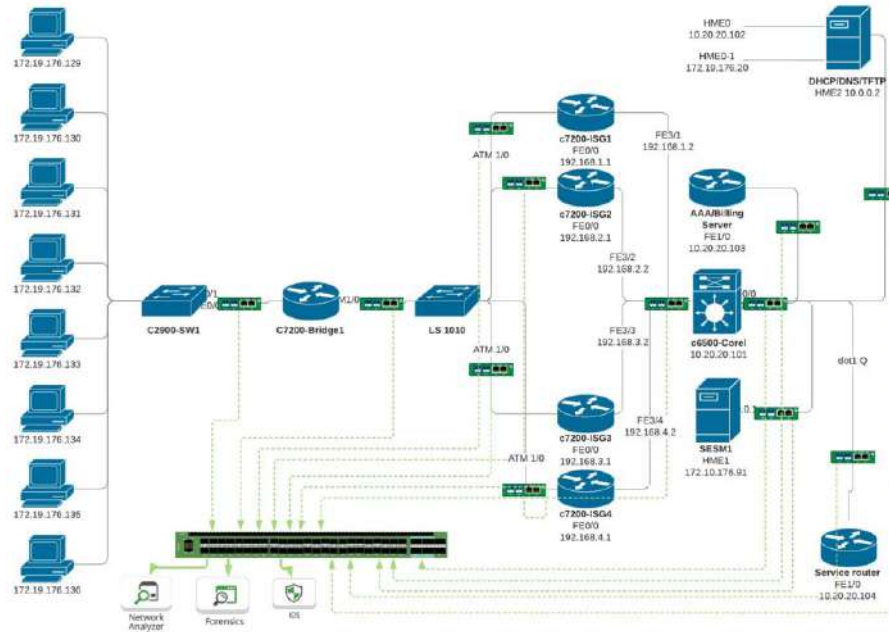 172.19.176.129
172.19.176.130
172.19.176.131
172.19.176.132
172.19.176.133
172.19.176.134
172.19.176.135
172.19.176.136
C2900-SW1
C7200-Bridge1
LS 1010
ATM 1/0
ATM 1/0
ATM 1/0
c7200-ISG1
FE0/0
192.168.1.1
c7200-ISG2
FE0/0
192.168.2.1
c7200-ISG3
FE0/0
192.168.3.1
c7200-ISG4
FE0/0
192.168.4.1
FE3/1
192.168.1.2
FE3/2
192.168.2.2
FE3/3
192.168.3.2
FE3/4
192.168.4.2
HME0
10.20.20.102
HME0-1
172.19.176.20
DHCP/DNS/TFTP
HME2 10.0.0.2
AAA/Billing
Server
FE1/0
10.20.20.103
c6500-Corel
10.20.20.101
SESM1
HME1
172.10.176.91
dot1 Q
Service router
FE1/0
10.20.20.104
Network
Analyzer
Forensics
IDS